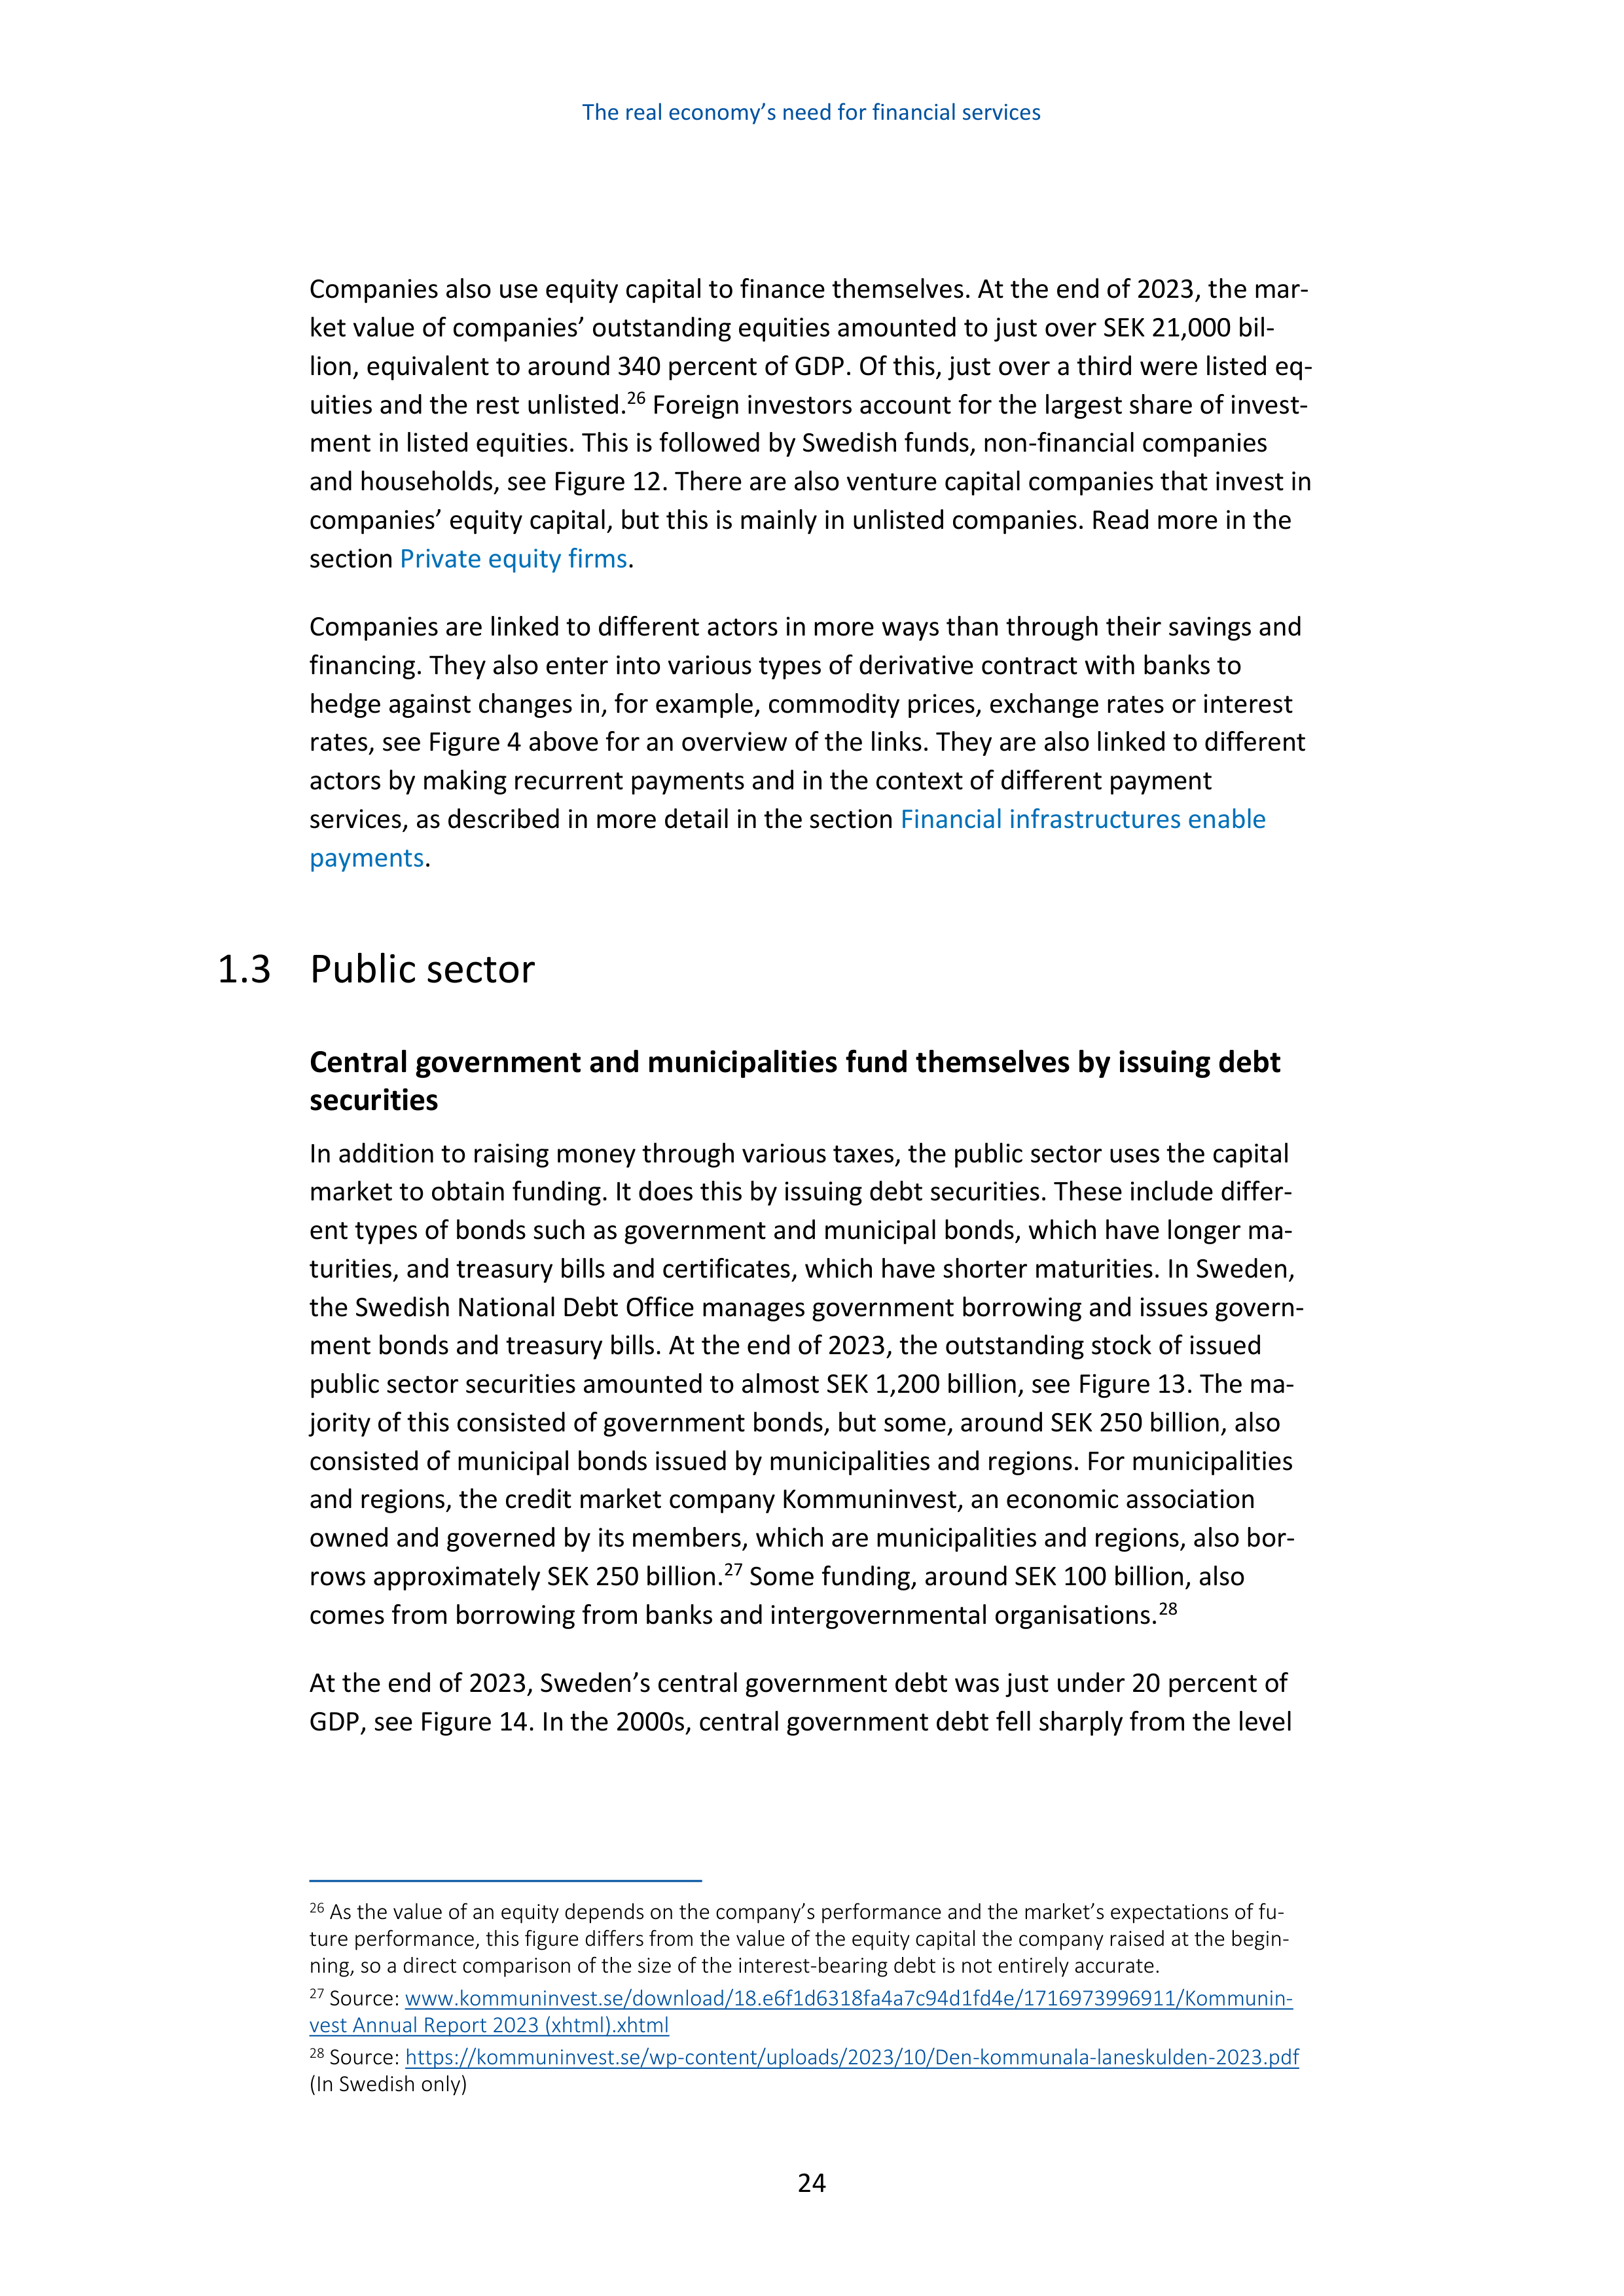 The real economy’s need for financial services
Companies also use equity capital to finance themselves. At the end of 2023, the mar-
ket value of companies’ outstanding equities amounted to just over SEK 21,000 bil-
lion, equivalent to around 340 percent of GDP. Of this, just over a third were listed eq-
uities and the rest unlisted.26 Foreign investors account for the largest share of invest-
ment in listed equities. This is followed by Swedish funds, non-financial companies
and households, see Figure 12. There are also venture capital companies that invest in
companies’ equity capital, but this is mainly in unlisted companies. Read more in the
section Private equity firms.
Companies are linked to different actors in more ways than through their savings and
financing. They also enter into various types of derivative contract with banks to
hedge against changes in, for example, commodity prices, exchange rates or interest
rates, see Figure 4 above for an overview of the links. They are also linked to different
actors by making recurrent payments and in the context of different payment
services, as described in more detail in the section Financial infrastructures enable
payments.
1.3 Public sector
Central government and municipalities fund themselves by issuing debt
securities
In addition to raising money through various taxes, the public sector uses the capital
market to obtain funding. It does this by issuing debt securities. These include differ-
ent types of bonds such as government and municipal bonds, which have longer ma-
turities, and treasury bills and certificates, which have shorter maturities. In Sweden,
the Swedish National Debt Office manages government borrowing and issues govern-
ment bonds and treasury bills. At the end of 2023, the outstanding stock of issued
public sector securities amounted to almost SEK 1,200 billion, see Figure 13. The ma-
jority of this consisted of government bonds, but some, around SEK 250 billion, also
consisted of municipal bonds issued by municipalities and regions. For municipalities
and regions, the credit market company Kommuninvest, an economic association
owned and governed by its members, which are municipalities and regions, also bor-
rows approximately SEK 250 billion.27 Some funding, around SEK 100 billion, also
comes from borrowing from banks and intergovernmental organisations.28
At the end of 2023, Sweden’s central government debt was just under 20 percent of
GDP, see Figure 14. In the 2000s, central government debt fell sharply from the level
26 As the value of an equity depends on the company’s performance and the market’s expectations of fu-
ture performance, this figure differs from the value of the equity capital the company raised at the begin-
ning, so a direct comparison of the size of the interest-bearing debt is not entirely accurate.
27 Source: www.kommuninvest.se/download/18.e6f1d6318fa4a7c94d1fd4e/1716973996911/Kommunin-
vest Annual Report 2023 (xhtml).xhtml
28 Source: https://kommuninvest.se/wp-content/uploads/2023/10/Den-kommunala-laneskulden-2023.pdf
(In Swedish only)
24